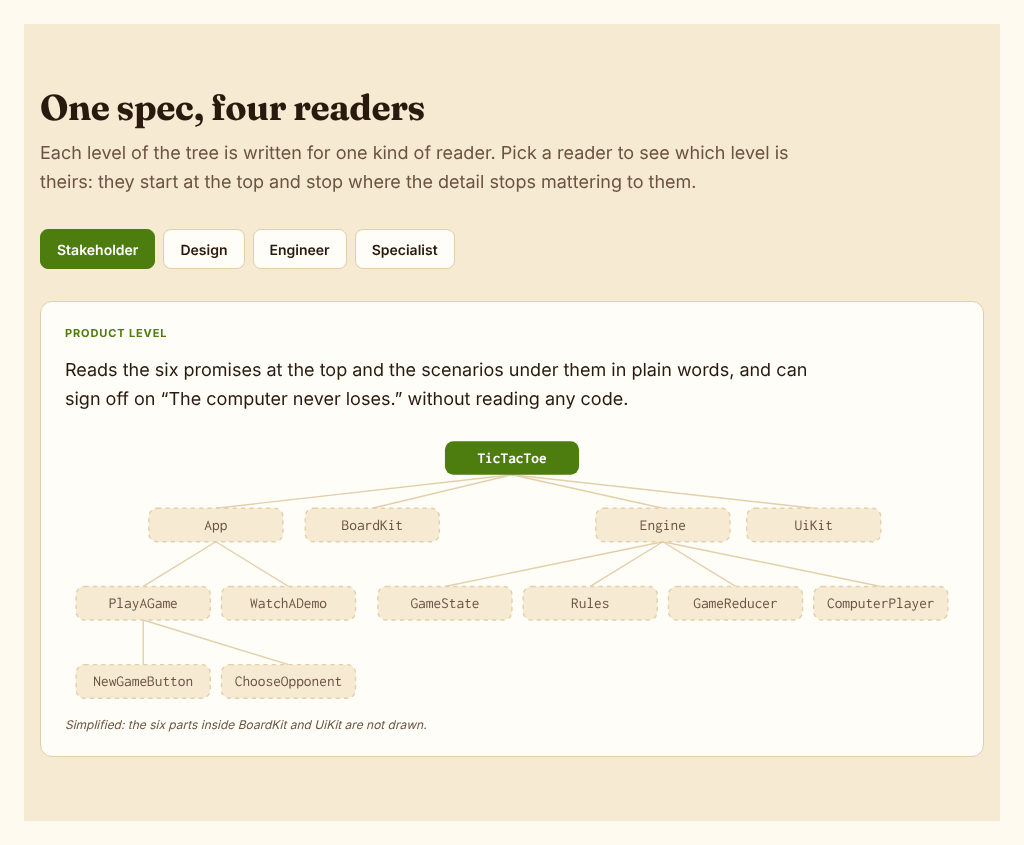 One spec, four readers
Each level of the tree is written for one kind of reader. Pick a reader to see which level is
theirs: they start at the top and stop where the detail stops mattering to them.
Stakeholder
Design
Engineer
Specialist
PRODUCT LEVEL
Reads the six promises at the top and the scenarios under them in plain words, and can
sign off on “The computer never loses.” without reading any code.
TicTacToe
App
BoardKit
Engine
UiKit
PlayAGame
WatchADemo
GameState
Rules
GameReducer
ComputerPlayer
NewGameButton
ChooseOpponent
Simplified: the six parts inside BoardKit and UiKit are not drawn.